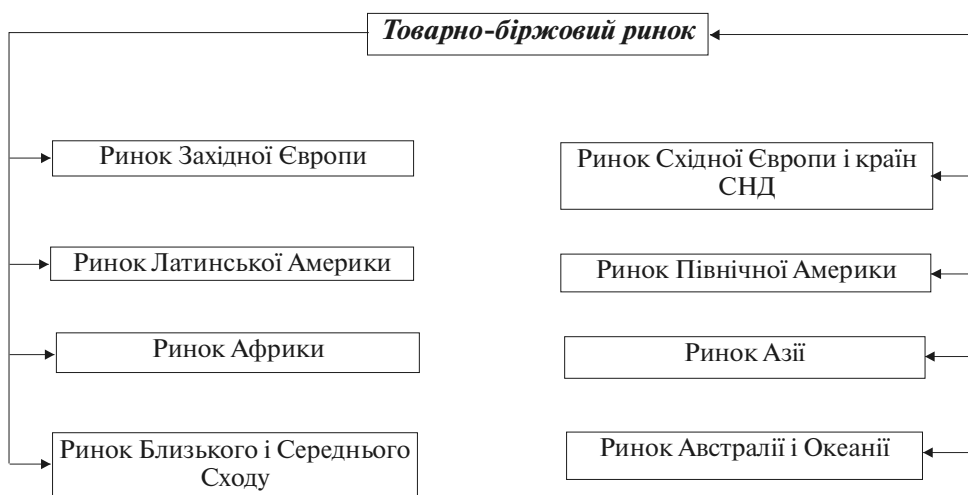 Товарно-біржовий ринок
Ринок Західної Європи
Ринок Латинської Америки
Ринок Африки
Ринок Близького і Середнього
Сходу
Ринок Східної Європи і країн
СНД
Ринок Північної Америки
Ринок Азії
Ринок Австралії і Океанії